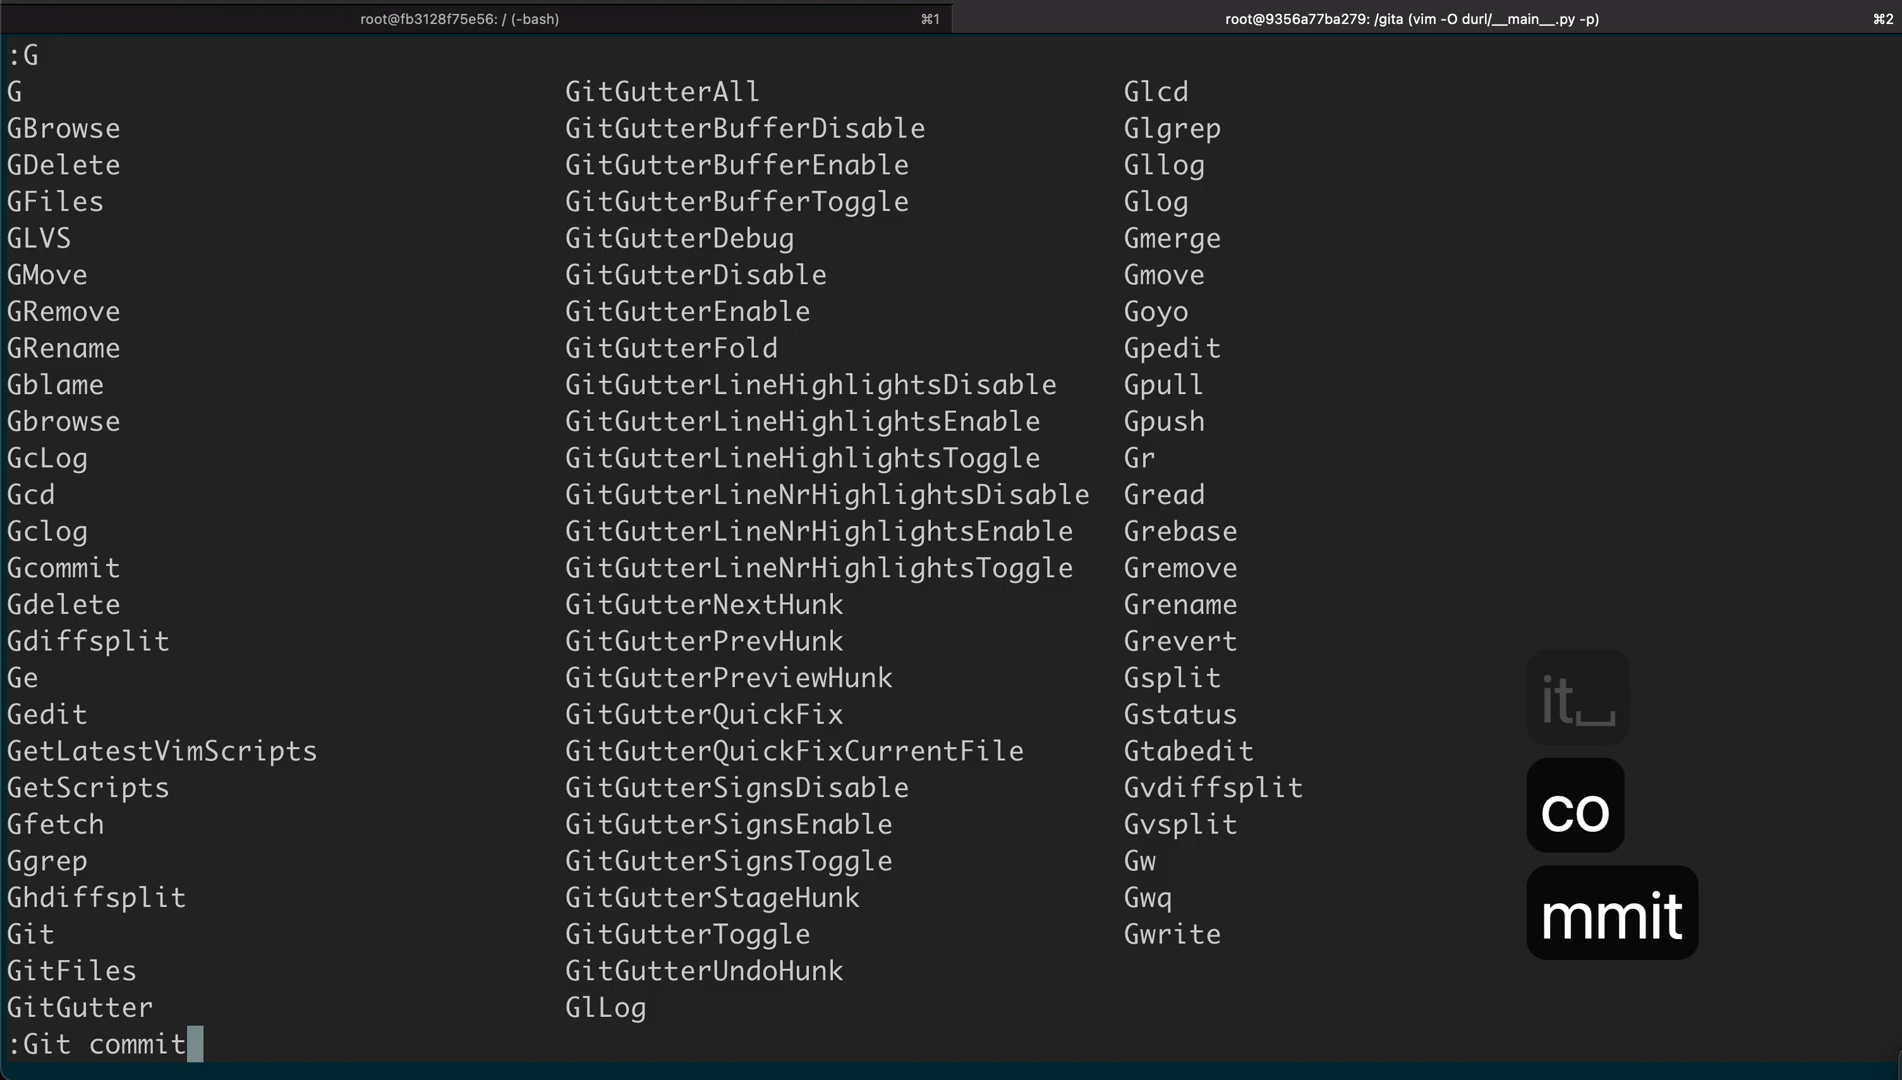 root@fb3128f75e56: / (-bash) ⌘1 root@9356a77ba279: /gita (vim -O durl/__main__.py -p) ⌘2
:G
G GitGutterAll Glcd
GBrowse GitGutterBufferDisable Glgrep
GDelete GitGutterBufferEnable Gllog
GFiles GitGutterBufferToggle Glog
GLVS GitGutterDebug Gmerge
GMove GitGutterDisable Gmove
GRemove GitGutterEnable Goyo
GRename GitGutterFold Gpedit
Gblame GitGutterLineHighlightsDisable Gpull
Gbrowse GitGutterLineHighlightsEnable Gpush
GcLog GitGutterLineHighlightsToggle Gr
Gcd GitGutterLineNrHighlightsDisable Gread
Gclog GitGutterLineNrHighlightsEnable Grebase
Gcommit GitGutterLineNrHighlightsToggle Gremove
Gdelete GitGutterNextHunk Grename
Gdiffsplit GitGutterPrevHunk Grevert
Ge GitGutterPreviewHunk Gsplit
Gedit GitGutterQuickFix Gstatus
GetLatestVimScripts GitGutterQuickFixCurrentFile Gtabedit
GetScripts GitGutterSignsDisable Gvdiffsplit
Gfetch GitGutterSignsEnable Gvsplit
Ggrep GitGutterSignsToggle Gw
Ghdiffsplit GitGutterStageHunk Gwq
Git GitGutterToggle Gwrite
GitFiles GitGutterUndoHunk
GitGutter GlLog
:Git commit
it␣
co
mmit